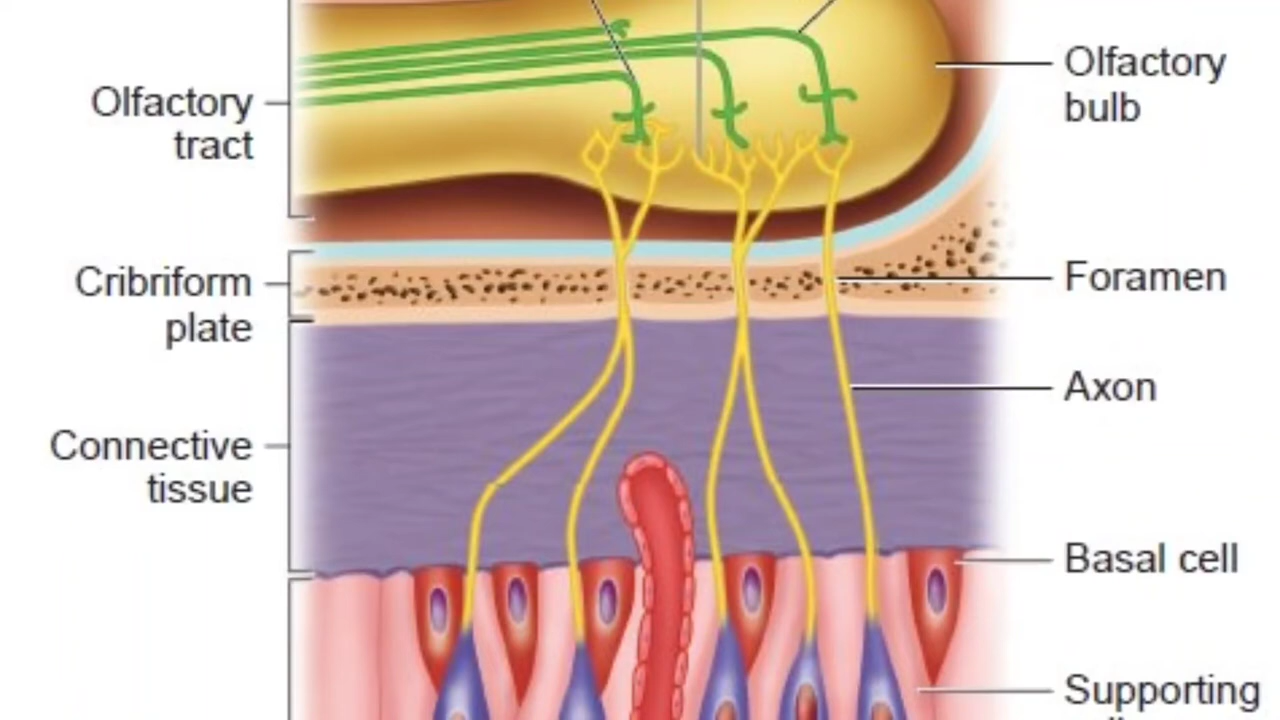 Olfactory
tract
Cribriform
plate
Connective
tissue
Olfactory
bulb
Foramen
Axon
Basal cell
Supporting